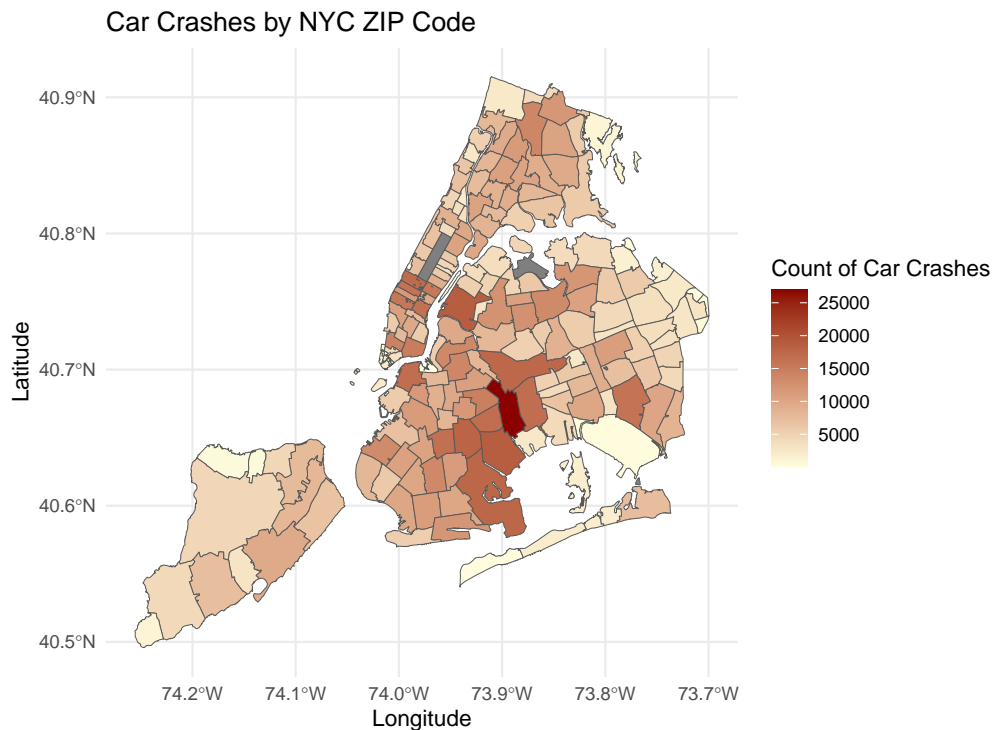 Car Crashes by NYC ZIP Code
40.9°N
40.8°N
40.7°N
40.6°N
40.5°N
Latitude
74.2°W 74.1°W 74.0°W 73.9°W 73.8°W 73.7°W
Longitude
Count of Car Crashes
25000
20000
15000
10000
5000